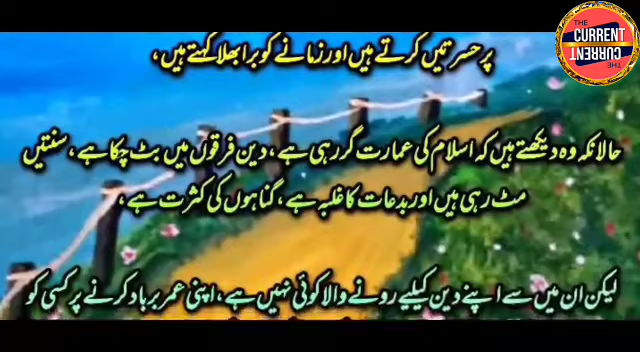 THE
CURRENT
CURRENT
THE
پر حسرتیں کرتے ہیں اور زمانے کو برا بھلا کہتے ہیں،
حالانکہ وہ دیکھتے ہیں کہ اسلام کی عمارت گر رہی ہے، دین فرقوں میں بٹ چکا ہے، سنتیں
مٹ رہی ہیں اور بدعات کا غلبہ ہے، گناہوں کی کثرت ہے،
لیکن ان میں سے اپنے دین کیلیے رونے والا کوئی نہیں ہے، اپنی عمر برباد کرنے پر کسی کو